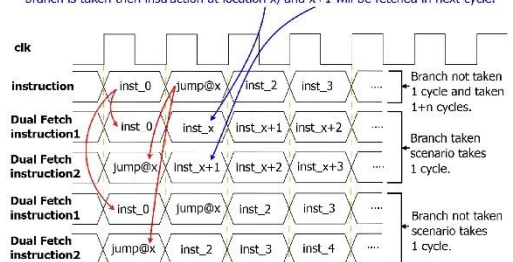 branch is taken then instruction at location x, and x+1 will be fetched in next cycle.
clk
instruction inst_0 jump@x inst_2 inst_3 ....
Branch not taken
1 cycle and taken
1+n cycles.
Dual Fetch
instruction1 inst_0 inst_x inst_x+1 inst_x+2 ....
Dual Fetch
instruction2 jump@x inst_x+1 inst_x+2 inst_x+3 ....
Branch taken
scenario takes
1 cycle.
Dual Fetch
instruction1 inst_0 jump@x inst_2 inst_3 ....
Dual Fetch
instruction2 jump@x inst_2 inst_3 inst_4 ....
Branch not taken
scenario takes
1 cycle.